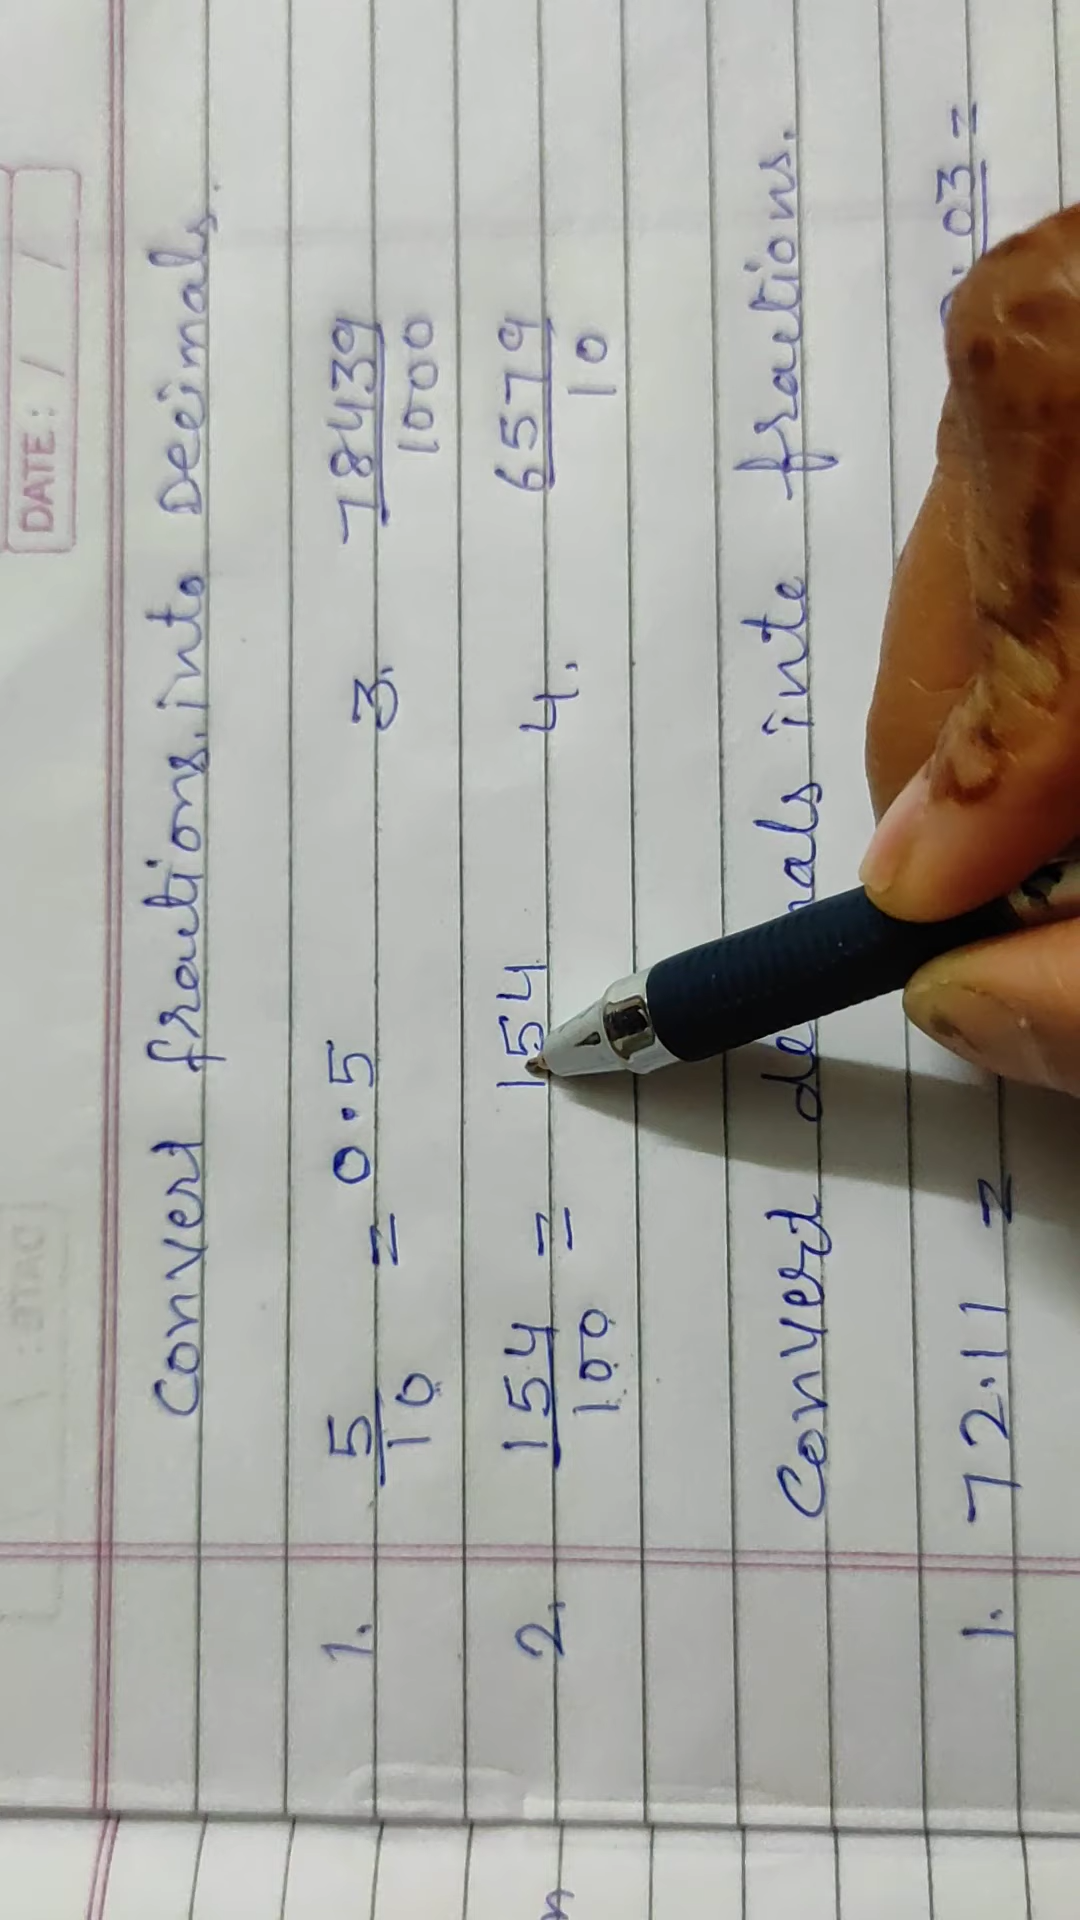 DATE: / /
Convert fractions into Decimals.
1. 5/10 = 0.5 3. 78439/1000
2. 154/100 = 154 4. 6579/10
Convert de nals into fractions.
1. 72.11 = .03 =